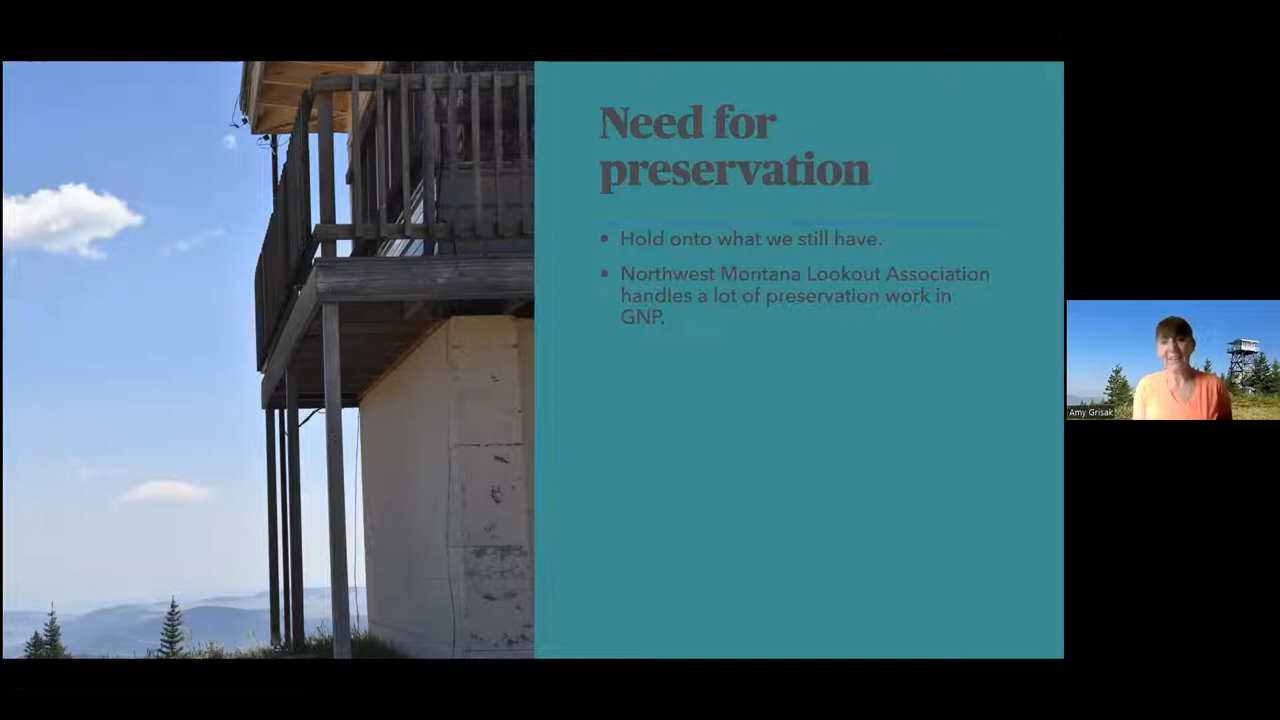 Need for
preservation
• Hold onto what we still have.
• Northwest Montana Lookout Association
handles a lot of preservation work in
GNP.
Amy Grisak